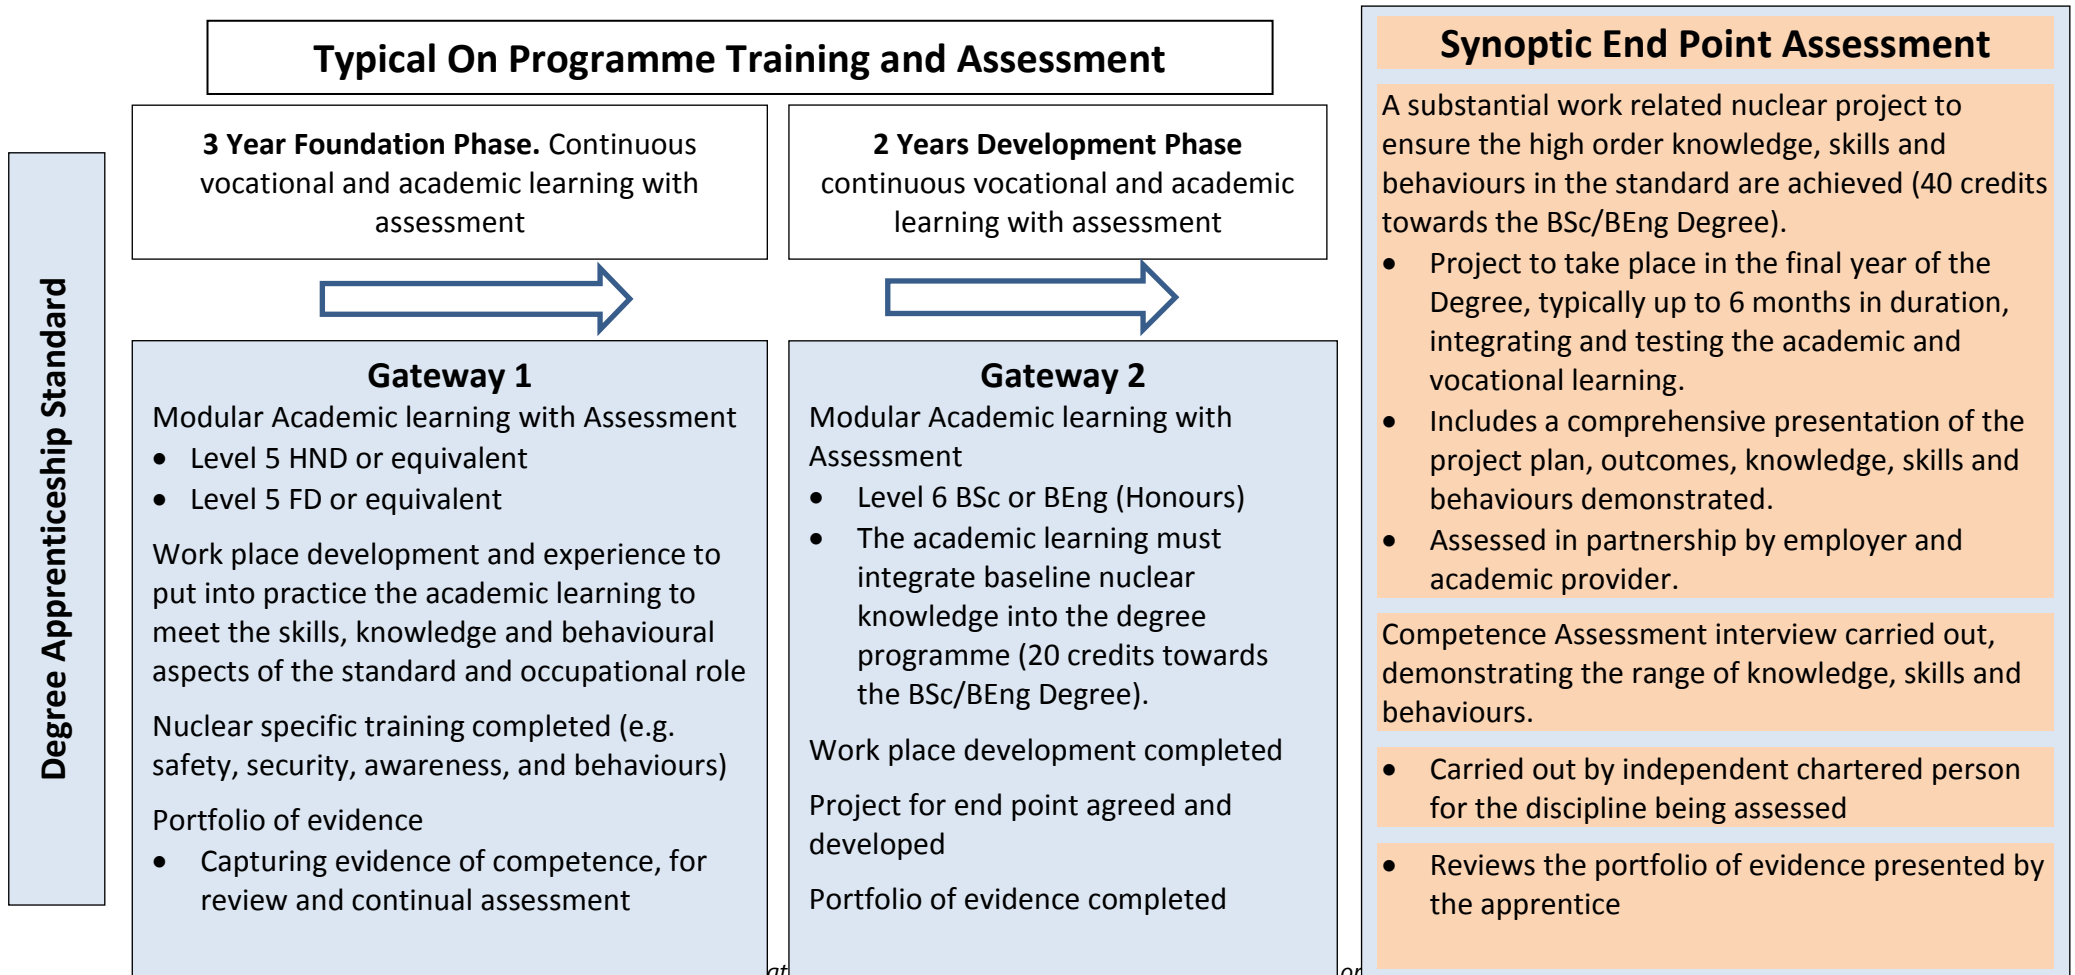 Typical On Programme Training and Assessment
Degree Apprenticeship Standard
3 Year Foundation Phase. Continuous
vocational and academic learning with
assessment
2 Years Development Phase
continuous vocational and academic
learning with assessment
Gateway 1
Modular Academic learning with Assessment
• Level 5 HND or equivalent
• Level 5 FD or equivalent
Work place development and experience to
put into practice the academic learning to
meet the skills, knowledge and behavioural
aspects of the standard and occupational role
Nuclear specific training completed (e.g.
safety, security, awareness, and behaviours)
Portfolio of evidence
• Capturing evidence of competence, for
review and continual assessment
Gateway 2
Modular Academic learning with
Assessment
• Level 6 BSc or BEng (Honours)
• The academic learning must
integrate baseline nuclear
knowledge into the degree
programme (20 credits towards
the BSc/BEng Degree).
Work place development completed
Project for end point agreed and
developed
Portfolio of evidence completed
Synoptic End Point Assessment
A substantial work related nuclear project to
ensure the high order knowledge, skills and
behaviours in the standard are achieved (40 credits
towards the BSc/BEng Degree).
• Project to take place in the final year of the
Degree, typically up to 6 months in duration,
integrating and testing the academic and
vocational learning.
• Includes a comprehensive presentation of the
project plan, outcomes, knowledge, skills and
behaviours demonstrated.
• Assessed in partnership by employer and
academic provider.
Competence Assessment interview carried out,
demonstrating the range of knowledge, skills and
behaviours.
• Carried out by independent chartered person
for the discipline being assessed
• Reviews the portfolio of evidence presented by
the apprentice